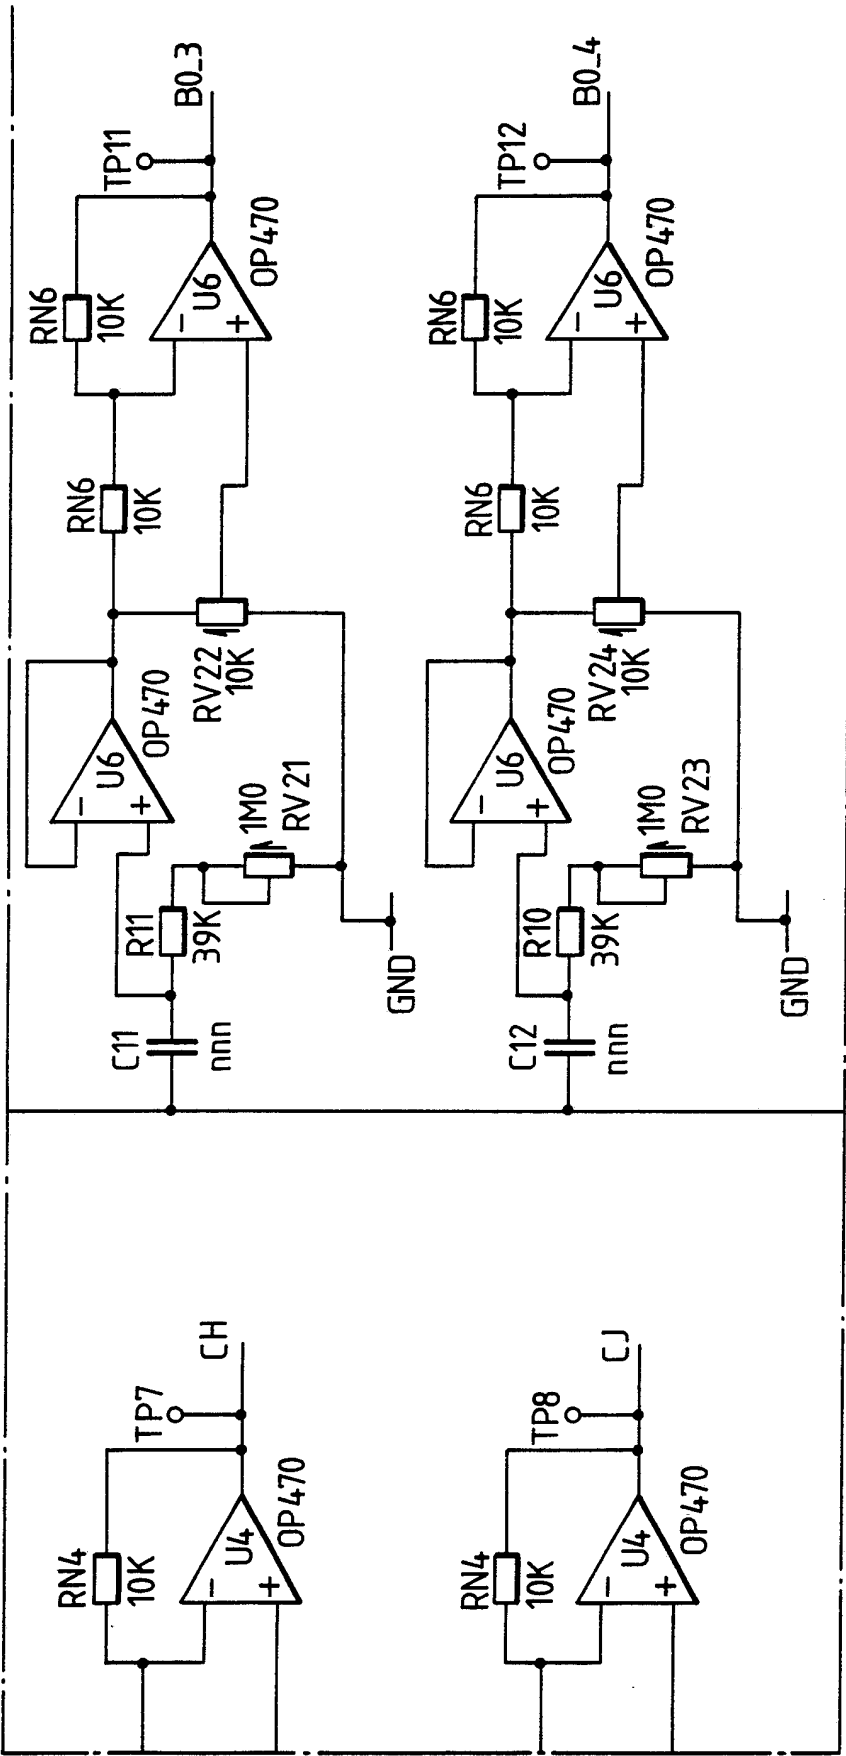 RN4
10K
U4
-
+
OP470
TP7
CH
C11
nnn
R11
39K
1M0
RV21
GND
U6
-
+
OP470
RV22
10K
RN6
10K
RN6
10K
U6
-
+
OP470
TP11
B0_3
RN4
10K
U4
-
+
OP470
TP8
CJ
C12
nnn
R10
39K
1M0
RV23
GND
U6
-
+
OP470
RV24
10K
RN6
10K
RN6
10K
U6
-
+
OP470
TP12
B0_4